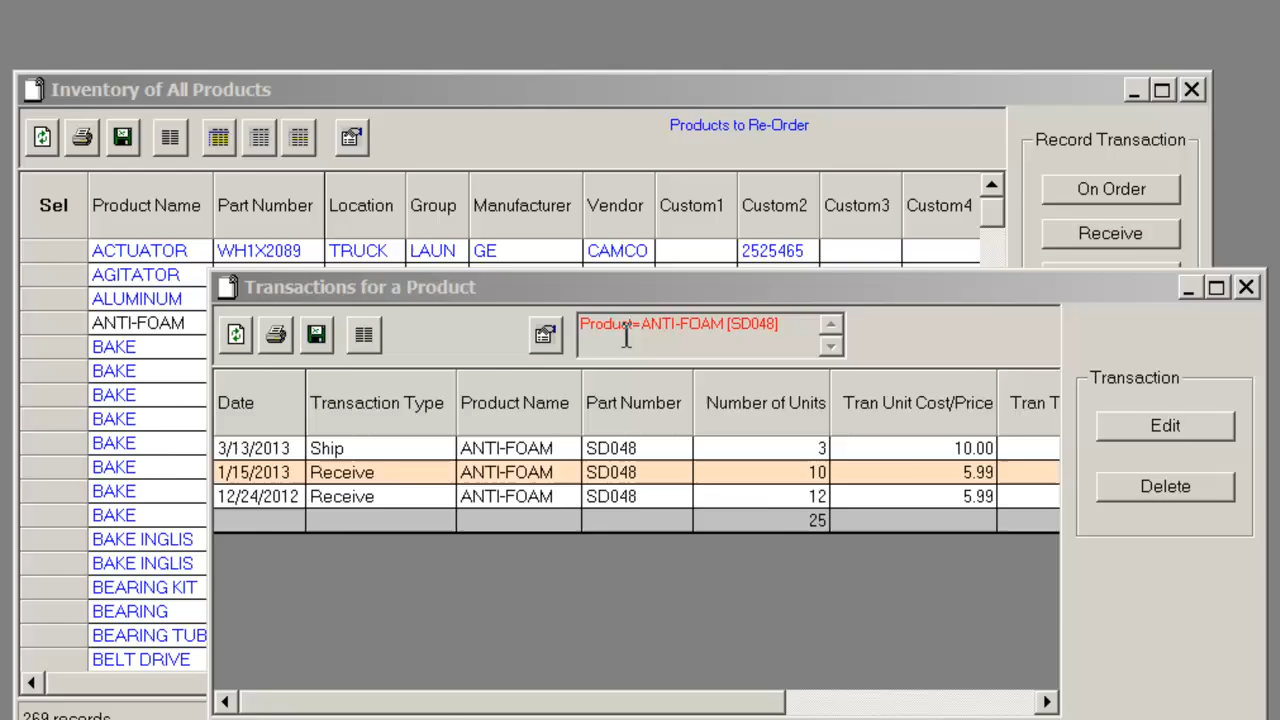 Inventory of All Products
Products to Re-Order
Record Transaction
On Order
Receive
Sel Product Name Part Number Location Group Manufacturer Vendor Custom1 Custom2 Custom3 Custom4
ACTUATOR WH1X2089 TRUCK LAUN GE CAMCO 2525465
AGITATOR
ALUMINUM
ANTI-FOAM
BAKE
BAKE
BAKE
BAKE
BAKE
BAKE
BAKE
BAKE
BAKE INGLIS
BAKE INGLIS
BEARING KIT
BEARING
BEARING TUB
BELT DRIVE
269 records
Transactions for a Product
Product=ANTI-FOAM [SD048]
Date Transaction Type Product Name Part Number Number of Units Tran Unit Cost/Price Tran T
3/13/2013 Ship ANTI-FOAM SD048 3 10.00
1/15/2013 Receive ANTI-FOAM SD048 10 5.99
12/24/2012 Receive ANTI-FOAM SD048 12 5.99
25
Transaction
Edit
Delete